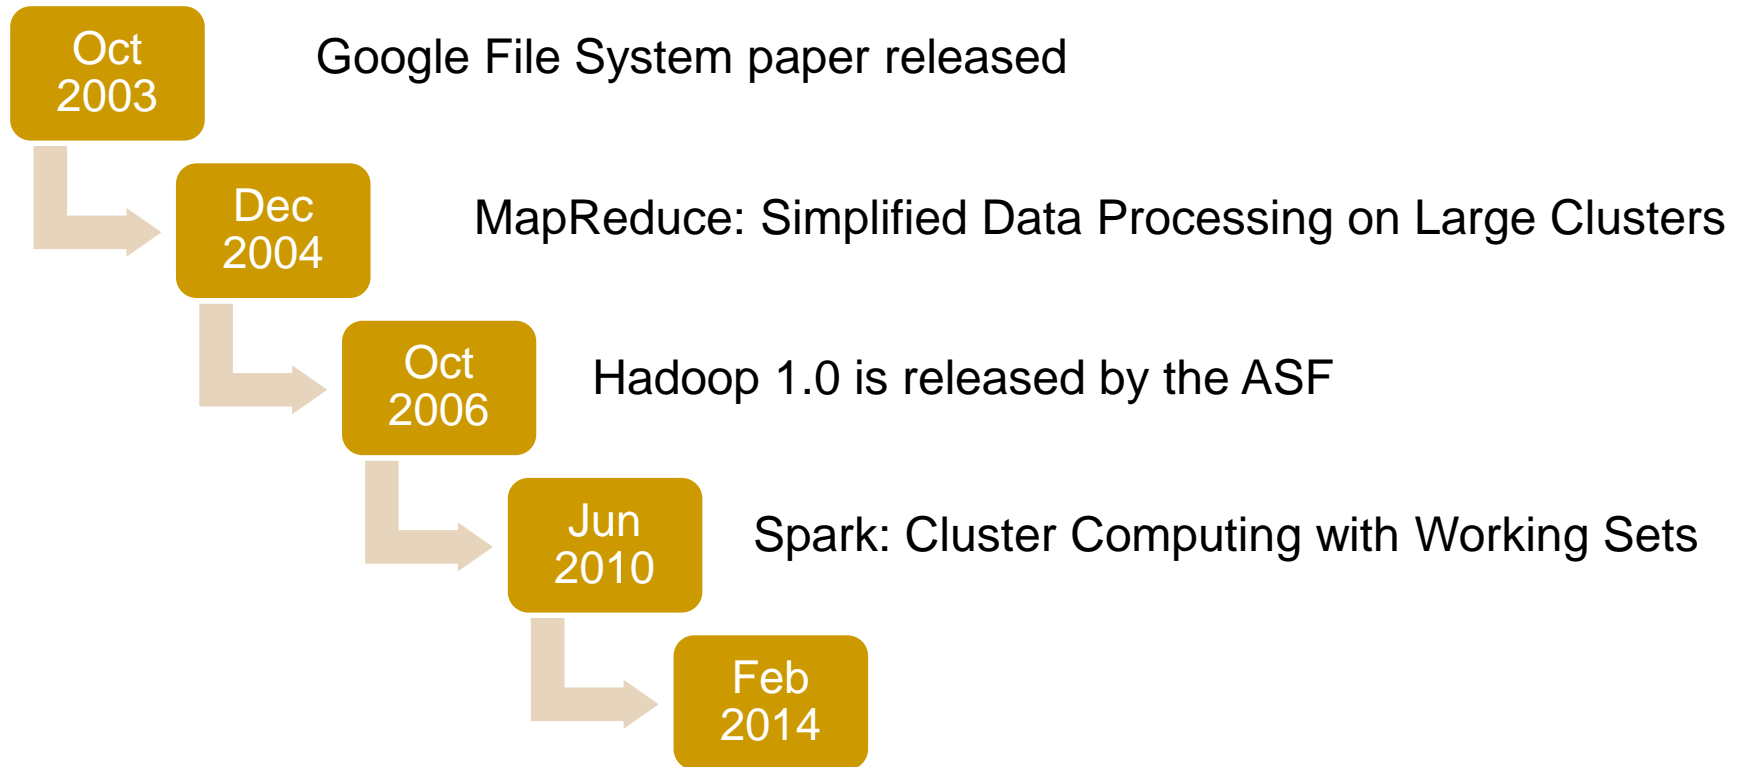 Oct
2003
Google File System paper released
Dec
2004
MapReduce: Simplified Data Processing on Large Clusters
Oct
2006
Hadoop 1.0 is released by the ASF
Jun
2010
Spark: Cluster Computing with Working Sets
Feb
2014